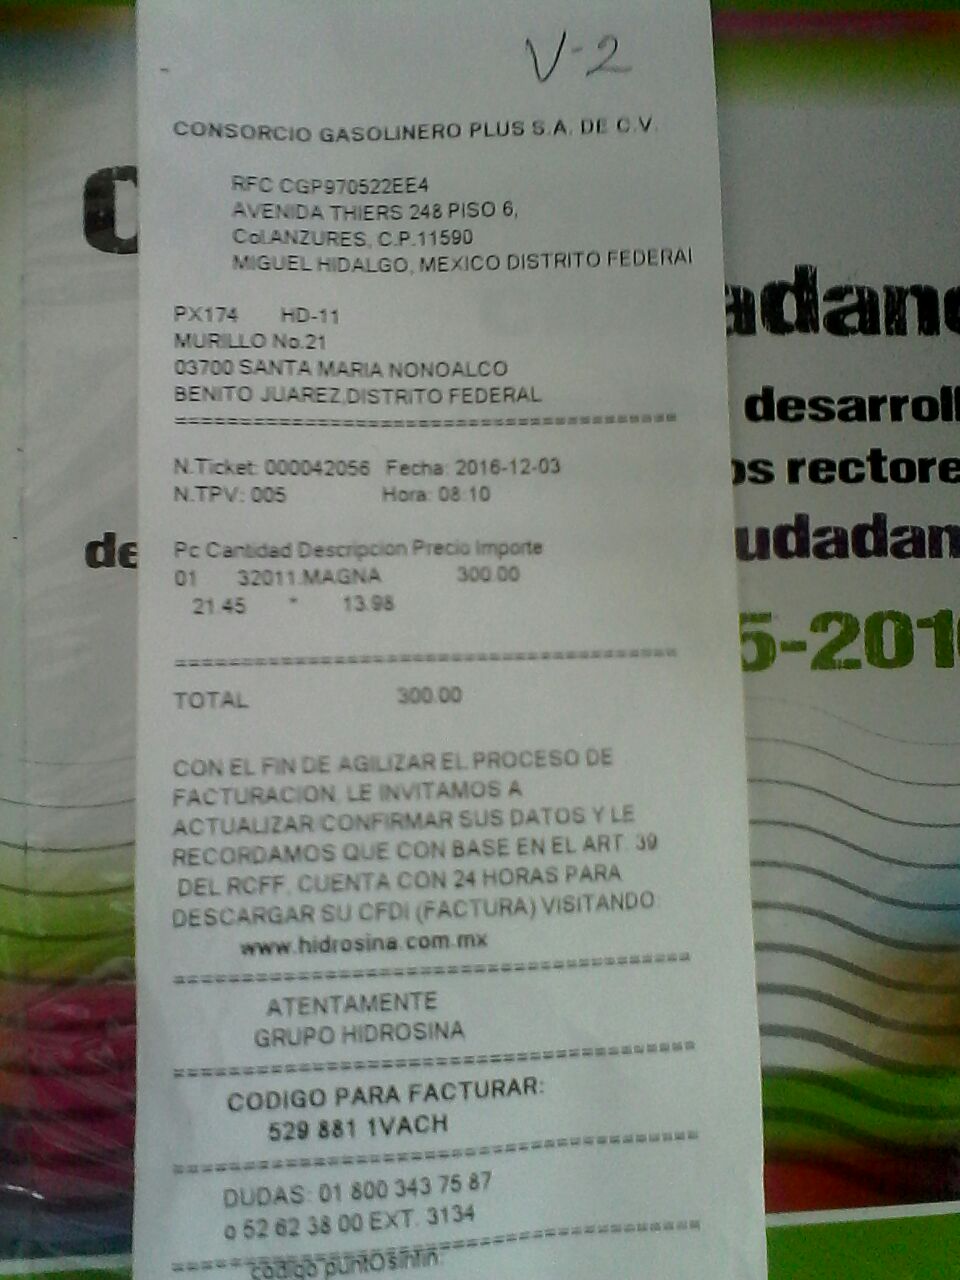 V-2
CONSORCIO GASOLINERO PLUS S.A. DE C.V.
RFC CGP970522EE4
AVENIDA THIERS 248 PISO 6,
Col.ANZURES, C.P.11590
MIGUEL HIDALGO, MEXICO DISTRITO FEDERAl
PX174 HD-11
MURILLO No.21
03700 SANTA MARIA NONOALCO
BENITO JUAREZ,DISTRITO FEDERAL
=======================================
N.Ticket: 000042056 Fecha: 2016-12-03
N.TPV: 005 Hora: 08:10
Pc Cantidad Descripcion Precio Importe
01 32011.MAGNA 300.00
21.45 * 13.98
=======================================
TOTAL 300.00
CON EL FIN DE AGILIZAR EL PROCESO DE
FACTURACION, LE INVITAMOS A
ACTUALIZAR/CONFIRMAR SUS DATOS Y LE
RECORDAMOS QUE CON BASE EN EL ART. 39
DEL RCFF, CUENTA CON 24 HORAS PARA
DESCARGAR SU CFDI (FACTURA) VISITANDO:
www.hidrosina.com.mx
=======================================
ATENTAMENTE
GRUPO HIDROSINA
=======================================
CODIGO PARA FACTURAR:
529 881 1VACH
=======================================
DUDAS: 01 800 343 75 87
o 52 62 38 00 EXT. 3134
=======================================
codigo puntOsinfin:
adano
desarroll
os rectore
de
udadan
5-2016